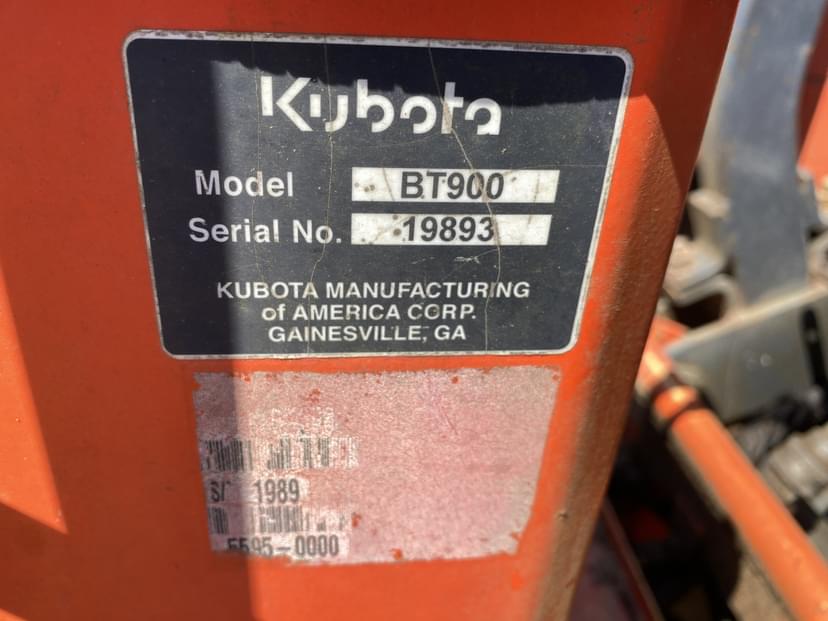 Kubota
Model BT900
Serial No. 19893
KUBOTA MANUFACTURING
of AMERICA CORP.
GAINESVILLE, GA
1989
5595-0000